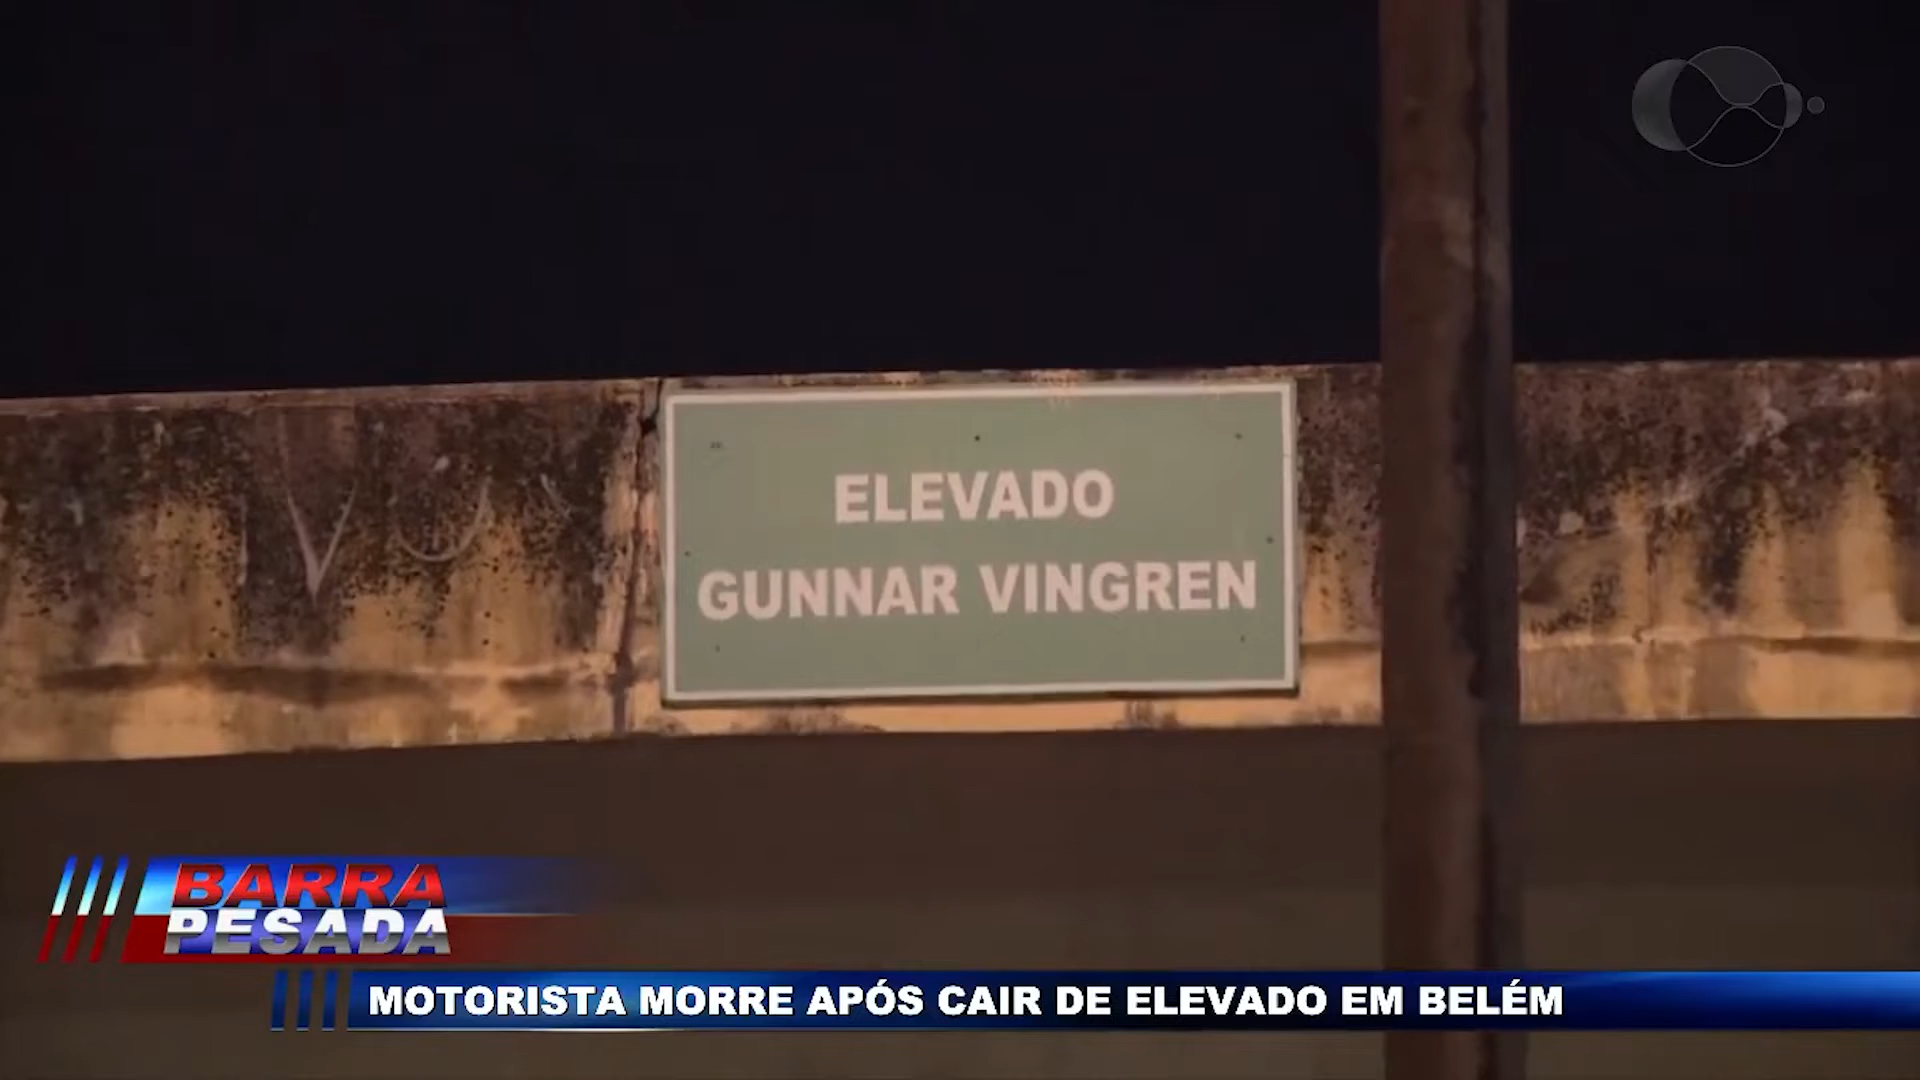 ELEVADO
GUNNAR VINGREN
BARRA
PESADA
MOTORISTA MORRE APÓS CAIR DE ELEVADO EM BELÉM